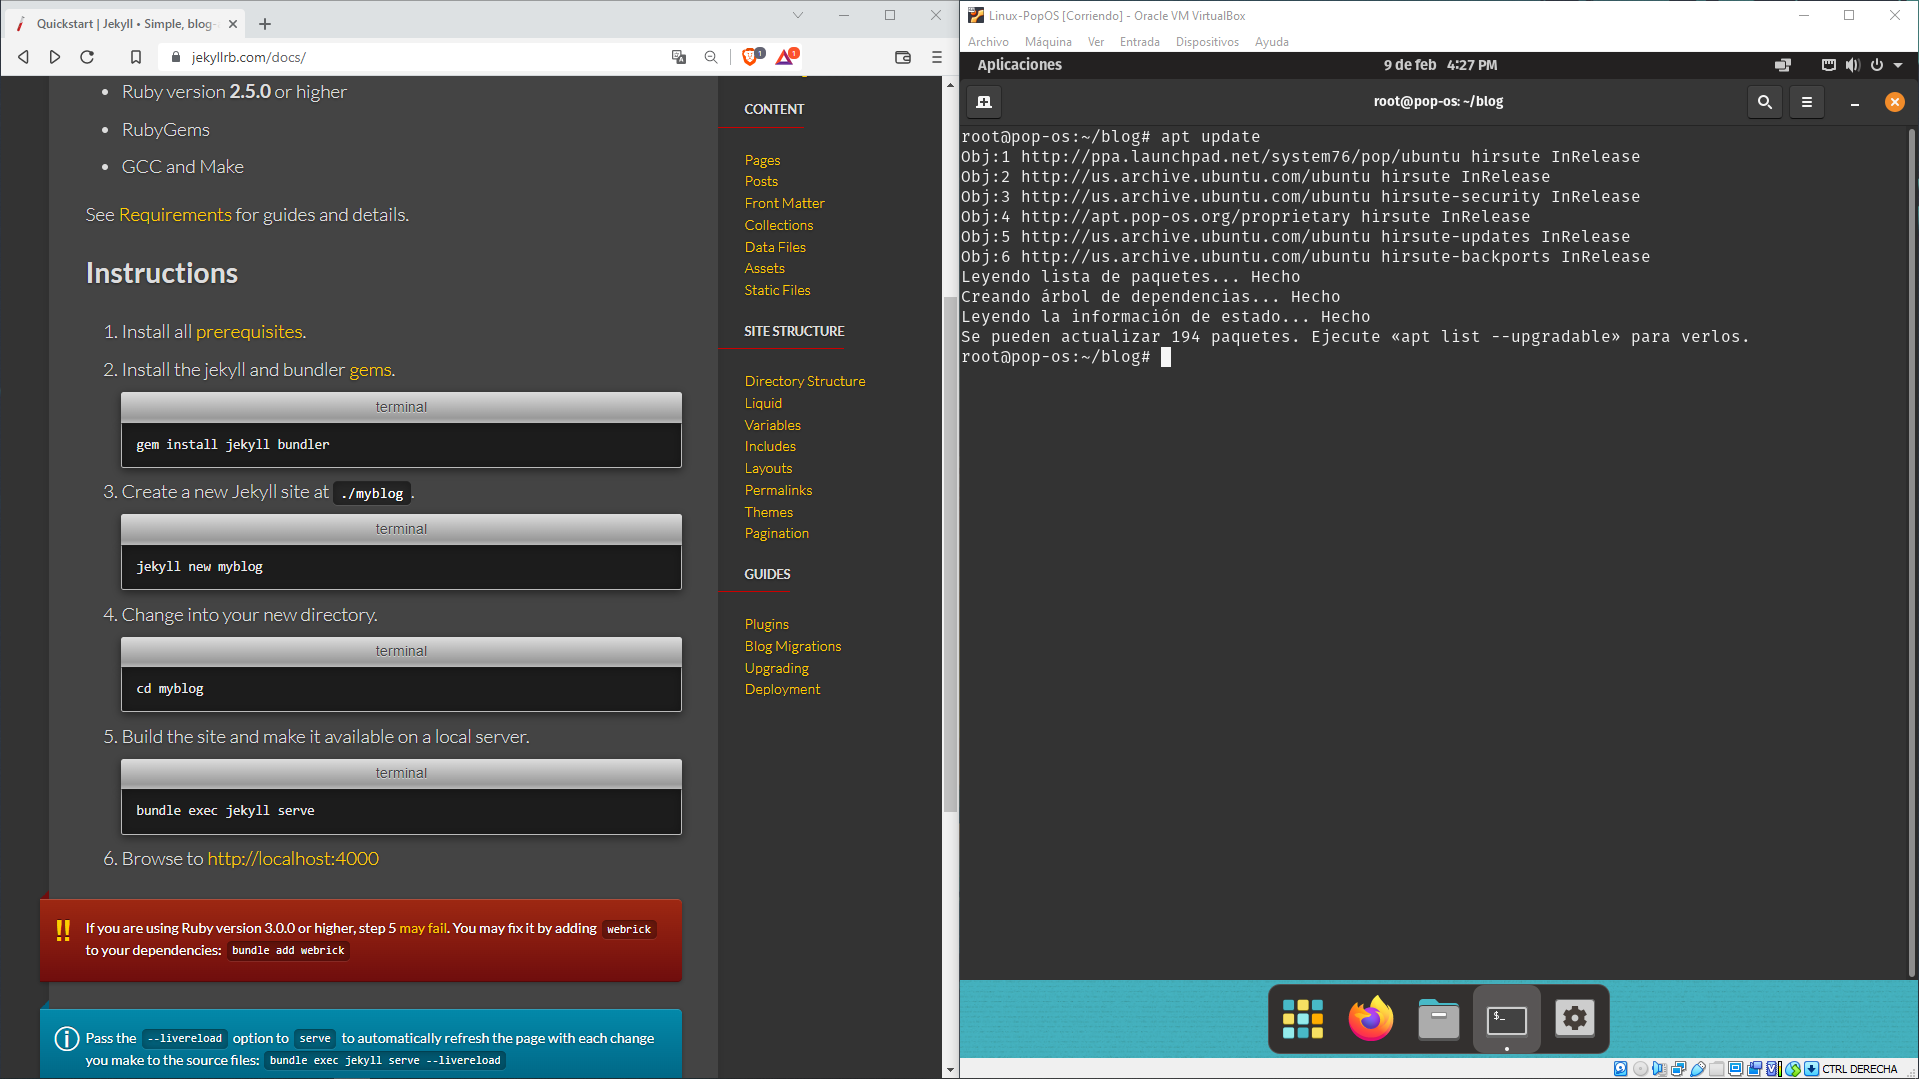 Quickstart | Jekyll • Simple, blog-
jekyllrb.com/docs/
1
1
Ruby version 2.5.0 or higher
RubyGems
GCC and Make
See Requirements for guides and details.
Instructions
1. Install all prerequisites.
2. Install the jekyll and bundler gems.
terminal
gem install jekyll bundler
3. Create a new Jekyll site at ./myblog.
terminal
jekyll new myblog
4. Change into your new directory.
terminal
cd myblog
5. Build the site and make it available on a local server.
terminal
bundle exec jekyll serve
6. Browse to http://localhost:4000
!! If you are using Ruby version 3.0.0 or higher, step 5 may fail. You may fix it by adding webrick
to your dependencies: bundle add webrick
Pass the --livereload option to serve to automatically refresh the page with each change
you make to the source files: bundle exec jekyll serve --livereload
CONTENT
Pages
Posts
Front Matter
Collections
Data Files
Assets
Static Files
SITE STRUCTURE
Directory Structure
Liquid
Variables
Includes
Layouts
Permalinks
Themes
Pagination
GUIDES
Plugins
Blog Migrations
Upgrading
Deployment
Linux-PopOS [Corriendo] - Oracle VM VirtualBox
Archivo Máquina Ver Entrada Dispositivos Ayuda
Aplicaciones 9 de feb 4:27 PM
root@pop-os: ~/blog
root@pop-os:~/blog# apt update
Obj:1 http://ppa.launchpad.net/system76/pop/ubuntu hirsute InRelease
Obj:2 http://us.archive.ubuntu.com/ubuntu hirsute InRelease
Obj:3 http://us.archive.ubuntu.com/ubuntu hirsute-security InRelease
Obj:4 http://apt.pop-os.org/proprietary hirsute InRelease
Obj:5 http://us.archive.ubuntu.com/ubuntu hirsute-updates InRelease
Obj:6 http://us.archive.ubuntu.com/ubuntu hirsute-backports InRelease
Leyendo lista de paquetes... Hecho
Creando árbol de dependencias... Hecho
Leyendo la información de estado... Hecho
Se pueden actualizar 194 paquetes. Ejecute «apt list --upgradable» para verlos.
root@pop-os:~/blog#
$_
CTRL DERECHA